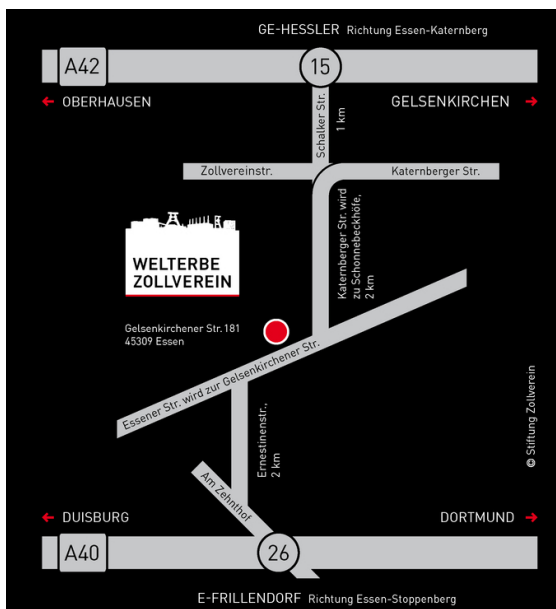 GE-HESSLER Richtung Essen-Katernberg
A42
15
OBERHAUSEN
GELSENKIRCHEN
Schalker Str.
1 km
Zollvereinstr.
Katernberger Str.
Katernberger Str. wird
zu Schonnebeckhöfe,
2 km
WELTERBE
ZOLLVEREIN
Gelsenkirchener Str. 181
45309 Essen
Essener Str. wird zur Gelsenkirchener Str.
Ernestinenstr.,
2 km
© Stiftung Zollverein
Am Zehnthof
DUISBURG
DORTMUND
A40
26
E-FRILLENDORF Richtung Essen-Stoppenberg